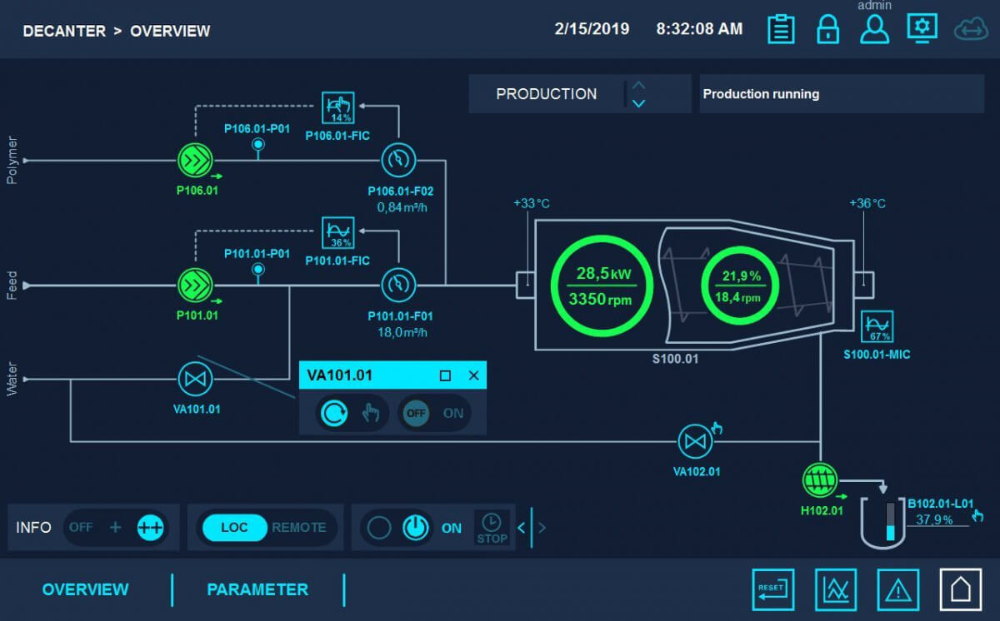 admin
DECANTER > OVERVIEW
2/15/2019
8:32:08 AM
PRODUCTION
Production running
Polymer
P106.01
P106.01-P01
14%
P106.01-FIC
P106.01-F02
0,84 m³/h
Feed
P101.01
P101.01-P01
36%
P101.01-FIC
P101.01-F01
18,0 m³/h
Water
VA101.01
VA101.01
OFF
ON
+33°C
+36°C
28,5 kW
3350 rpm
21,9 %
18,4 rpm
S100.01
67%
S100.01-MIC
VA102.01
H102.01
B102.01-L01
37,9 %
INFO
OFF
+
++
LOC
REMOTE
ON
STOP
< >
OVERVIEW
PARAMETER
RESET